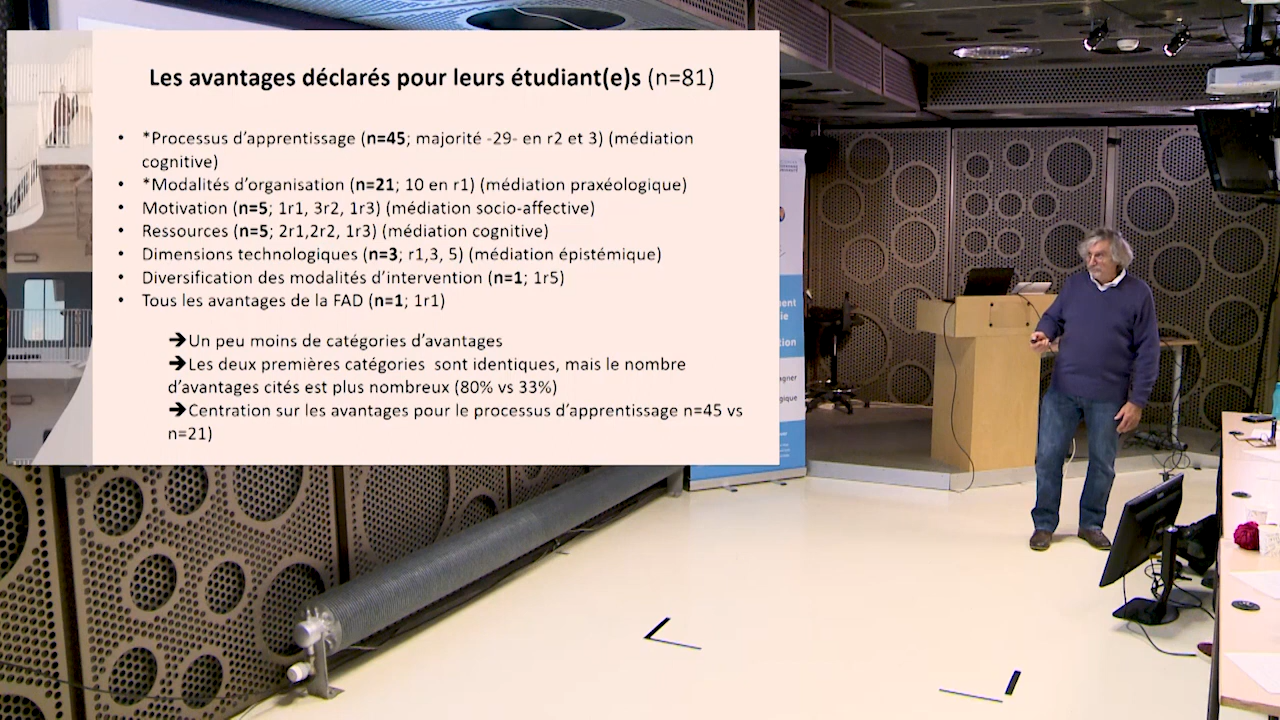 Les avantages déclarés pour leurs étudiant(e)s (n=81)
• *Processus d'apprentissage (n=45; majorité -29- en r2 et 3) (médiation
cognitive)
• *Modalités d'organisation (n=21; 10 en r1) (médiation praxéologique)
• Motivation (n=5; 1r1, 3r2, 1r3) (médiation socio-affective)
• Ressources (n=5; 2r1,2r2, 1r3) (médiation cognitive)
• Dimensions technologiques (n=3; r1,3, 5) (médiation épistémique)
• Diversification des modalités d'intervention (n=1; 1r5)
• Tous les avantages de la FAD (n=1; 1r1)
➔Un peu moins de catégories d'avantages
➔Les deux premières catégories sont identiques, mais le nombre
d'avantages cités est plus nombreux (80% vs 33%)
➔Centration sur les avantages pour le processus d'apprentissage n=45 vs
n=21)